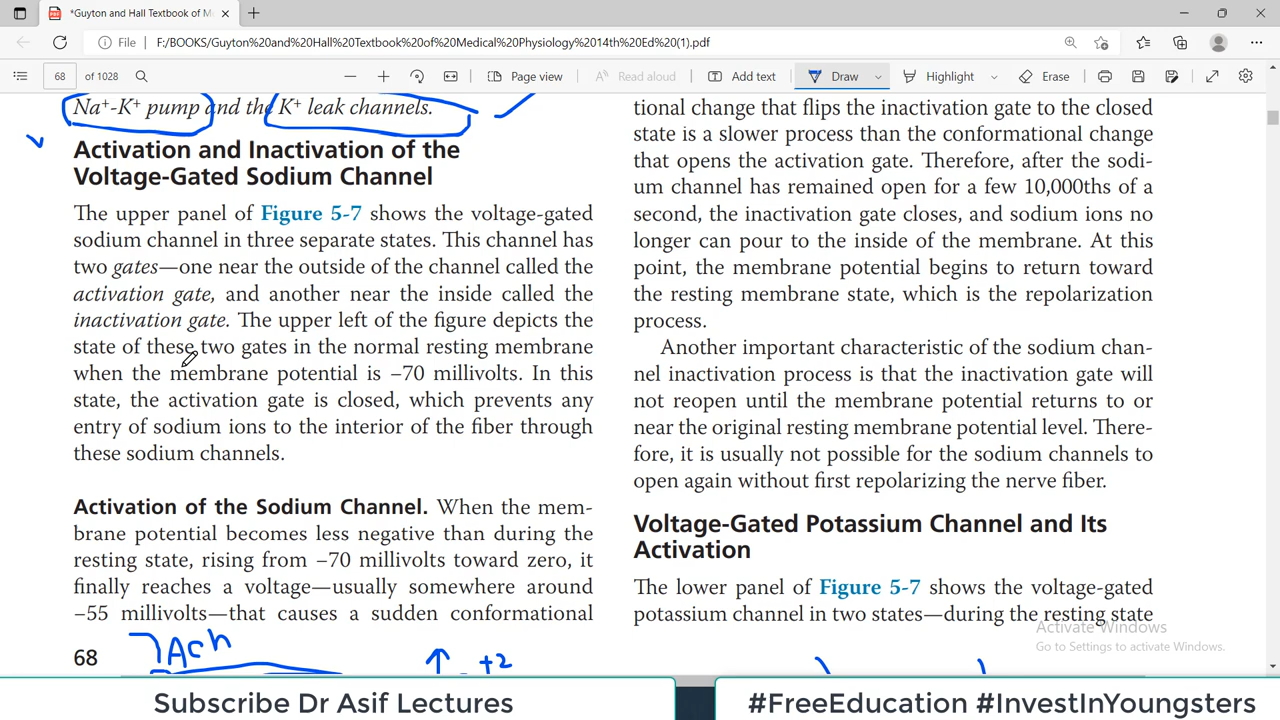 *Guyton and Hall Textbook of M
File
F:/BOOKS/Guyton%20and%20Hall%20Textbook%20of%20Medical%20Physiology%2014th%20Ed%20(1).pdf
68 of 1028
Page view
Read aloud
Add text
Draw
Highlight
Erase
Na+-K+ pump and the K+ leak channels.
Activation and Inactivation of the
Voltage-Gated Sodium Channel
The upper panel of Figure 5-7 shows the voltage-gated
sodium channel in three separate states. This channel has
two gates—one near the outside of the channel called the
activation gate, and another near the inside called the
inactivation gate. The upper left of the figure depicts the
state of these two gates in the normal resting membrane
when the membrane potential is −70 millivolts. In this
state, the activation gate is closed, which prevents any
entry of sodium ions to the interior of the fiber through
these sodium channels.
Activation of the Sodium Channel. When the mem-
brane potential becomes less negative than during the
resting state, rising from −70 millivolts toward zero, it
finally reaches a voltage—usually somewhere around
−55 millivolts—that causes a sudden conformational
68
Ach
+2
tional change that flips the inactivation gate to the closed
state is a slower process than the conformational change
that opens the activation gate. Therefore, after the sodi-
um channel has remained open for a few 10,000ths of a
second, the inactivation gate closes, and sodium ions no
longer can pour to the inside of the membrane. At this
point, the membrane potential begins to return toward
the resting membrane state, which is the repolarization
process.
Another important characteristic of the sodium chan-
nel inactivation process is that the inactivation gate will
not reopen until the membrane potential returns to or
near the original resting membrane potential level. There-
fore, it is usually not possible for the sodium channels to
open again without first repolarizing the nerve fiber.
Voltage-Gated Potassium Channel and Its
Activation
The lower panel of Figure 5-7 shows the voltage-gated
potassium channel in two states—during the resting state
Activate Windows
Go to Settings to activate Windows.
Subscribe Dr Asif Lectures
#FreeEducation #InvestInYoungsters